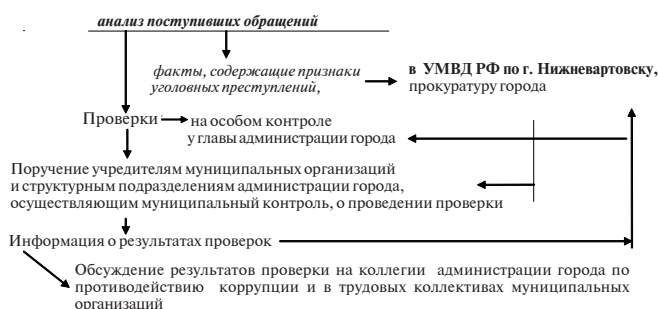 анализ поступивших обращений
факты, содержащие признаки
уголовных преступлений,
в УМВД РФ по г. Нижневартовску,
прокуратуру города
Проверки
на особом контроле
у главы администрации города
Поручение учредителям муниципальных организаций
и структурным подразделениям администрации города,
осуществляющим муниципальный контроль, о проведении проверки
Информация о результатах проверок
Обсуждение результатов проверки на коллегии администрации города по
противодействию коррупции и в трудовых коллективах муниципальных
организаций